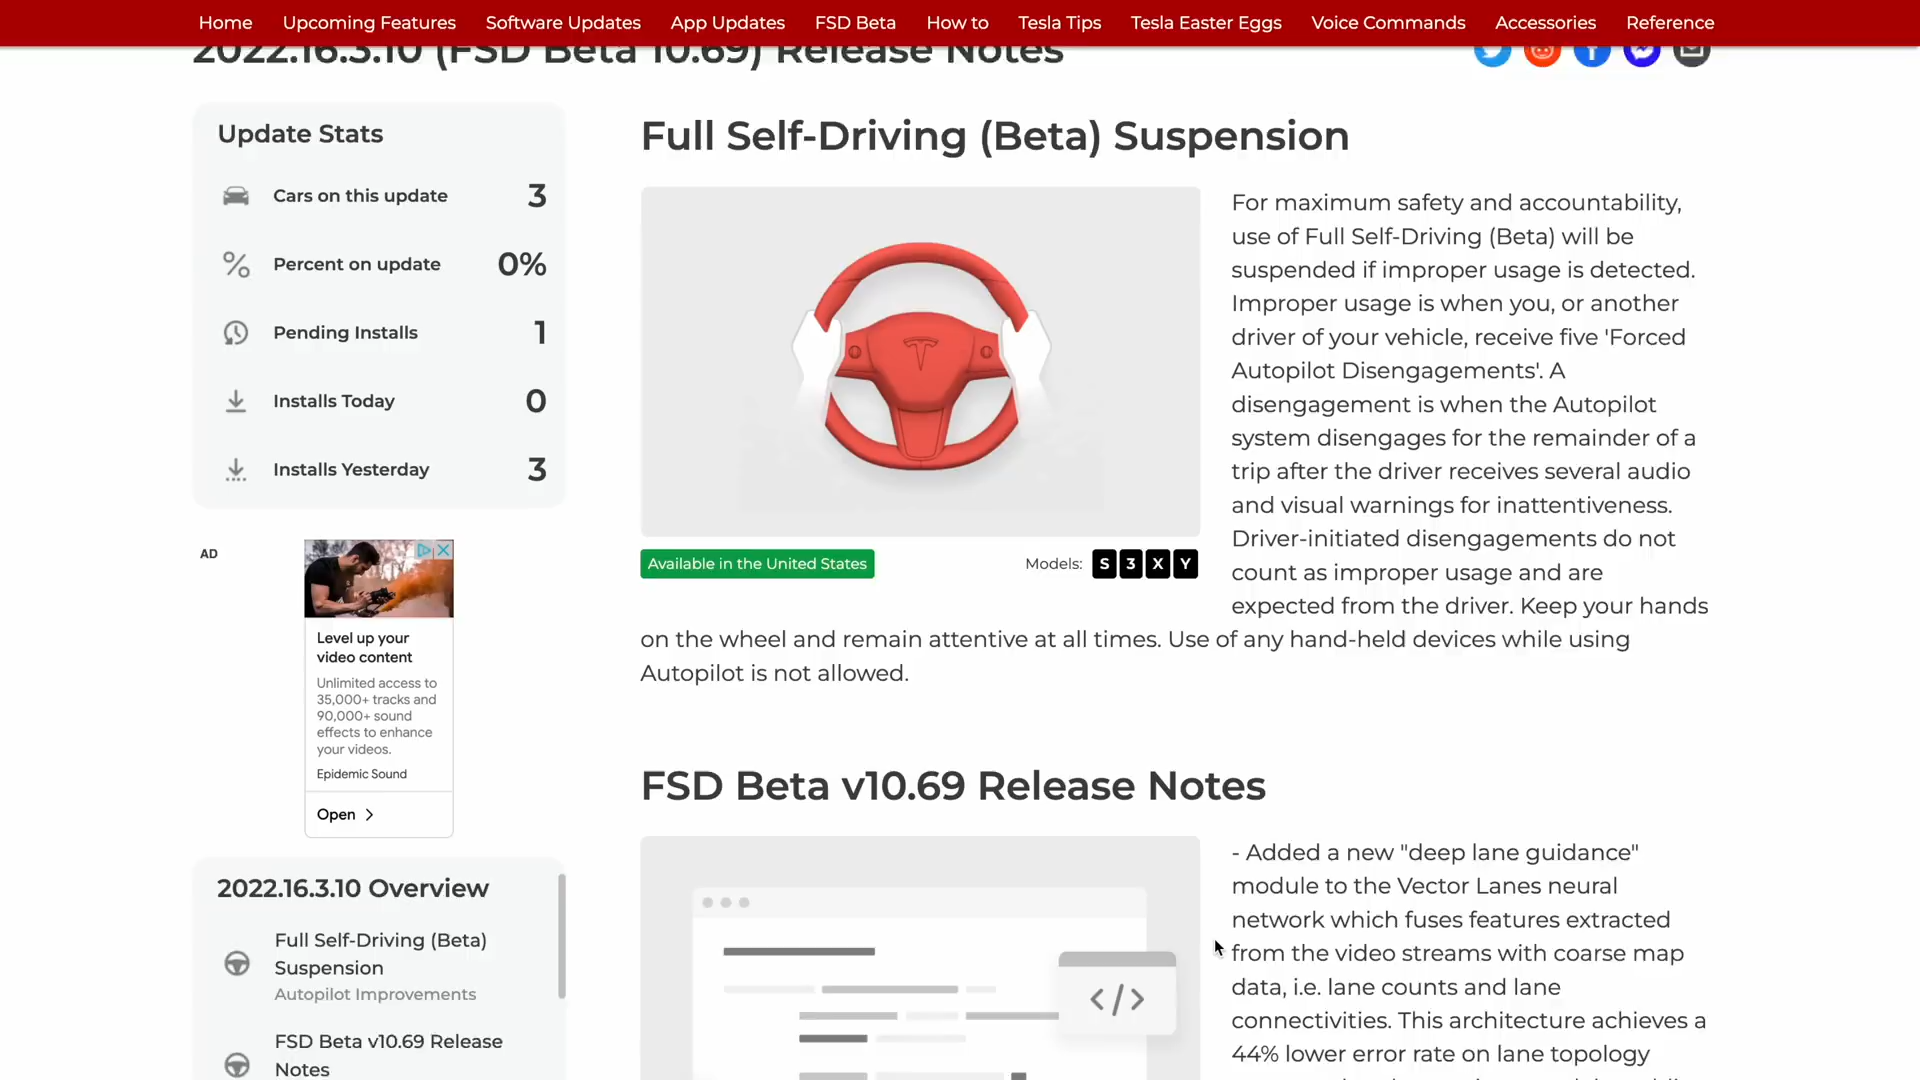 Home Upcoming Features Software Updates App Updates FSD Beta How to Tesla Tips Tesla Easter Eggs Voice Commands Accessories Reference
2022.16.3.10 (FSD Beta 10.69) Release Notes
Update Stats
Cars on this update 3
Percent on update 0%
Pending Installs 1
Installs Today 0
Installs Yesterday 3
AD
Level up your
video content
Unlimited access to
35,000+ tracks and
90,000+ sound
effects to enhance
your videos.
Epidemic Sound
Open
2022.16.3.10 Overview
Full Self-Driving (Beta)
Suspension
Autopilot Improvements
FSD Beta v10.69 Release
Notes
Full Self-Driving (Beta) Suspension
Available in the United States
Models: S 3 X Y
For maximum safety and accountability,
use of Full Self-Driving (Beta) will be
suspended if improper usage is detected.
Improper usage is when you, or another
driver of your vehicle, receive five 'Forced
Autopilot Disengagements'. A
disengagement is when the Autopilot
system disengages for the remainder of a
trip after the driver receives several audio
and visual warnings for inattentiveness.
Driver-initiated disengagements do not
count as improper usage and are
expected from the driver. Keep your hands
on the wheel and remain attentive at all times. Use of any hand-held devices while using
Autopilot is not allowed.
FSD Beta v10.69 Release Notes
</>
- Added a new "deep lane guidance"
module to the Vector Lanes neural
network which fuses features extracted
from the video streams with coarse map
data, i.e. lane counts and lane
connectivities. This architecture achieves a
44% lower error rate on lane topology